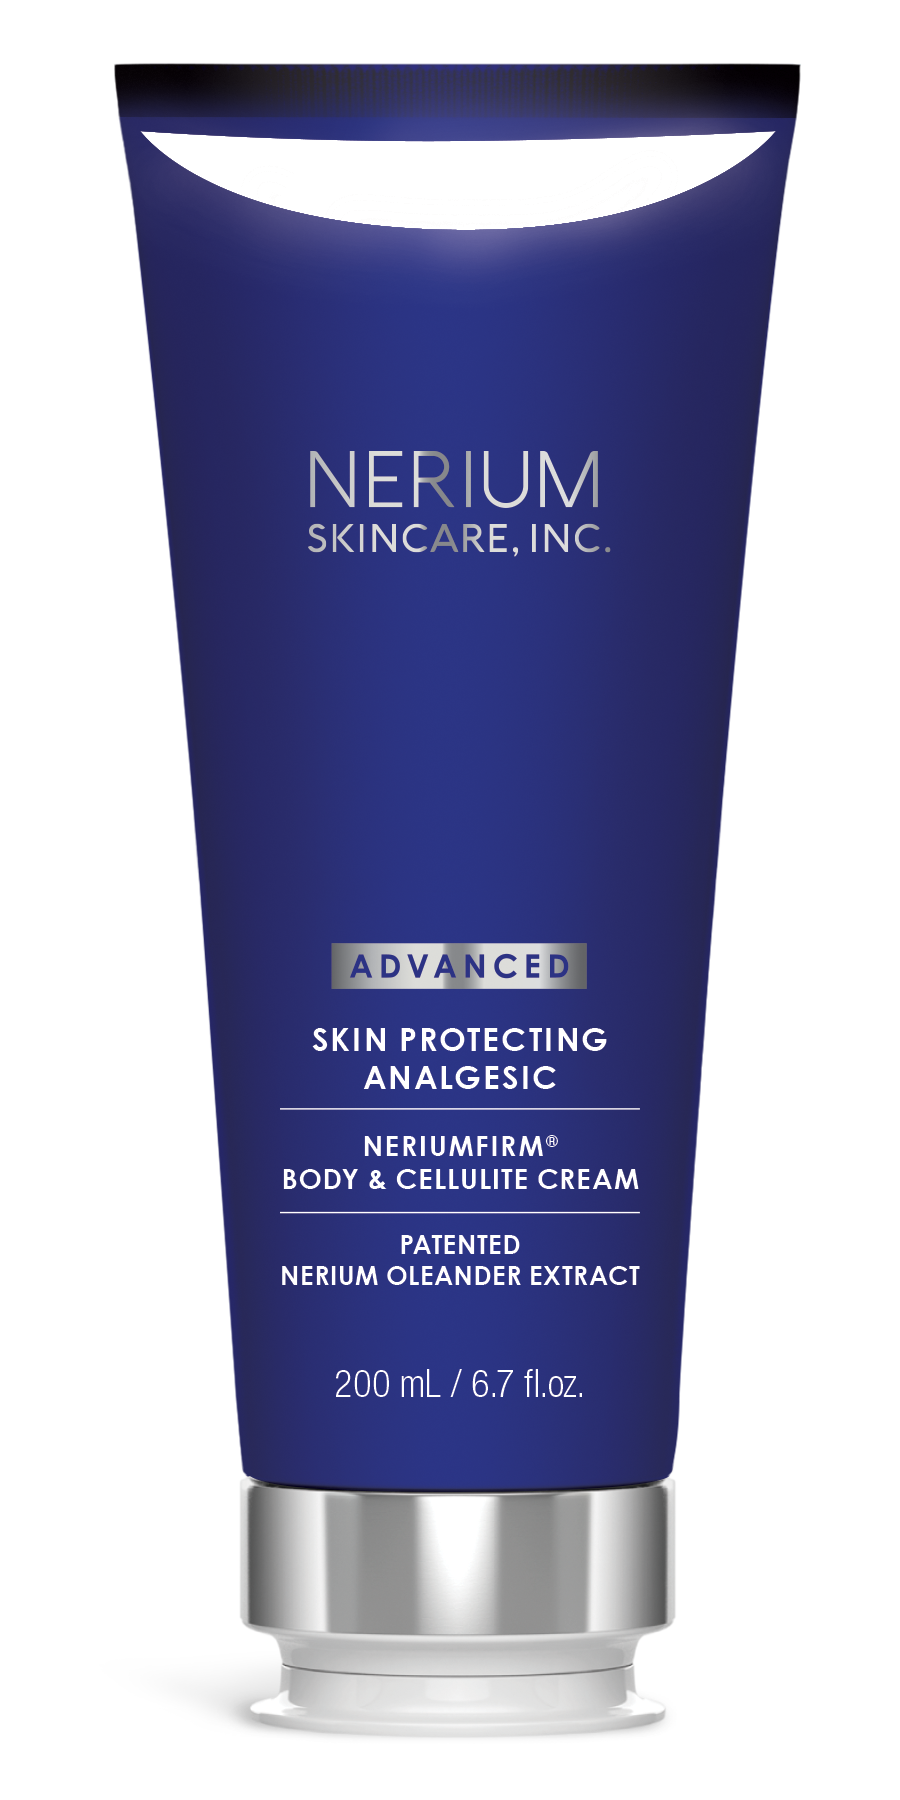 NERIUM
SKINCARE, INC.
ADVANCED
SKIN PROTECTING
ANALGESIC
NERIUMFIRM®
BODY & CELLULITE CREAM
PATENTED
NERIUM OLEANDER EXTRACT
200 mL / 6.7 fl.oz.